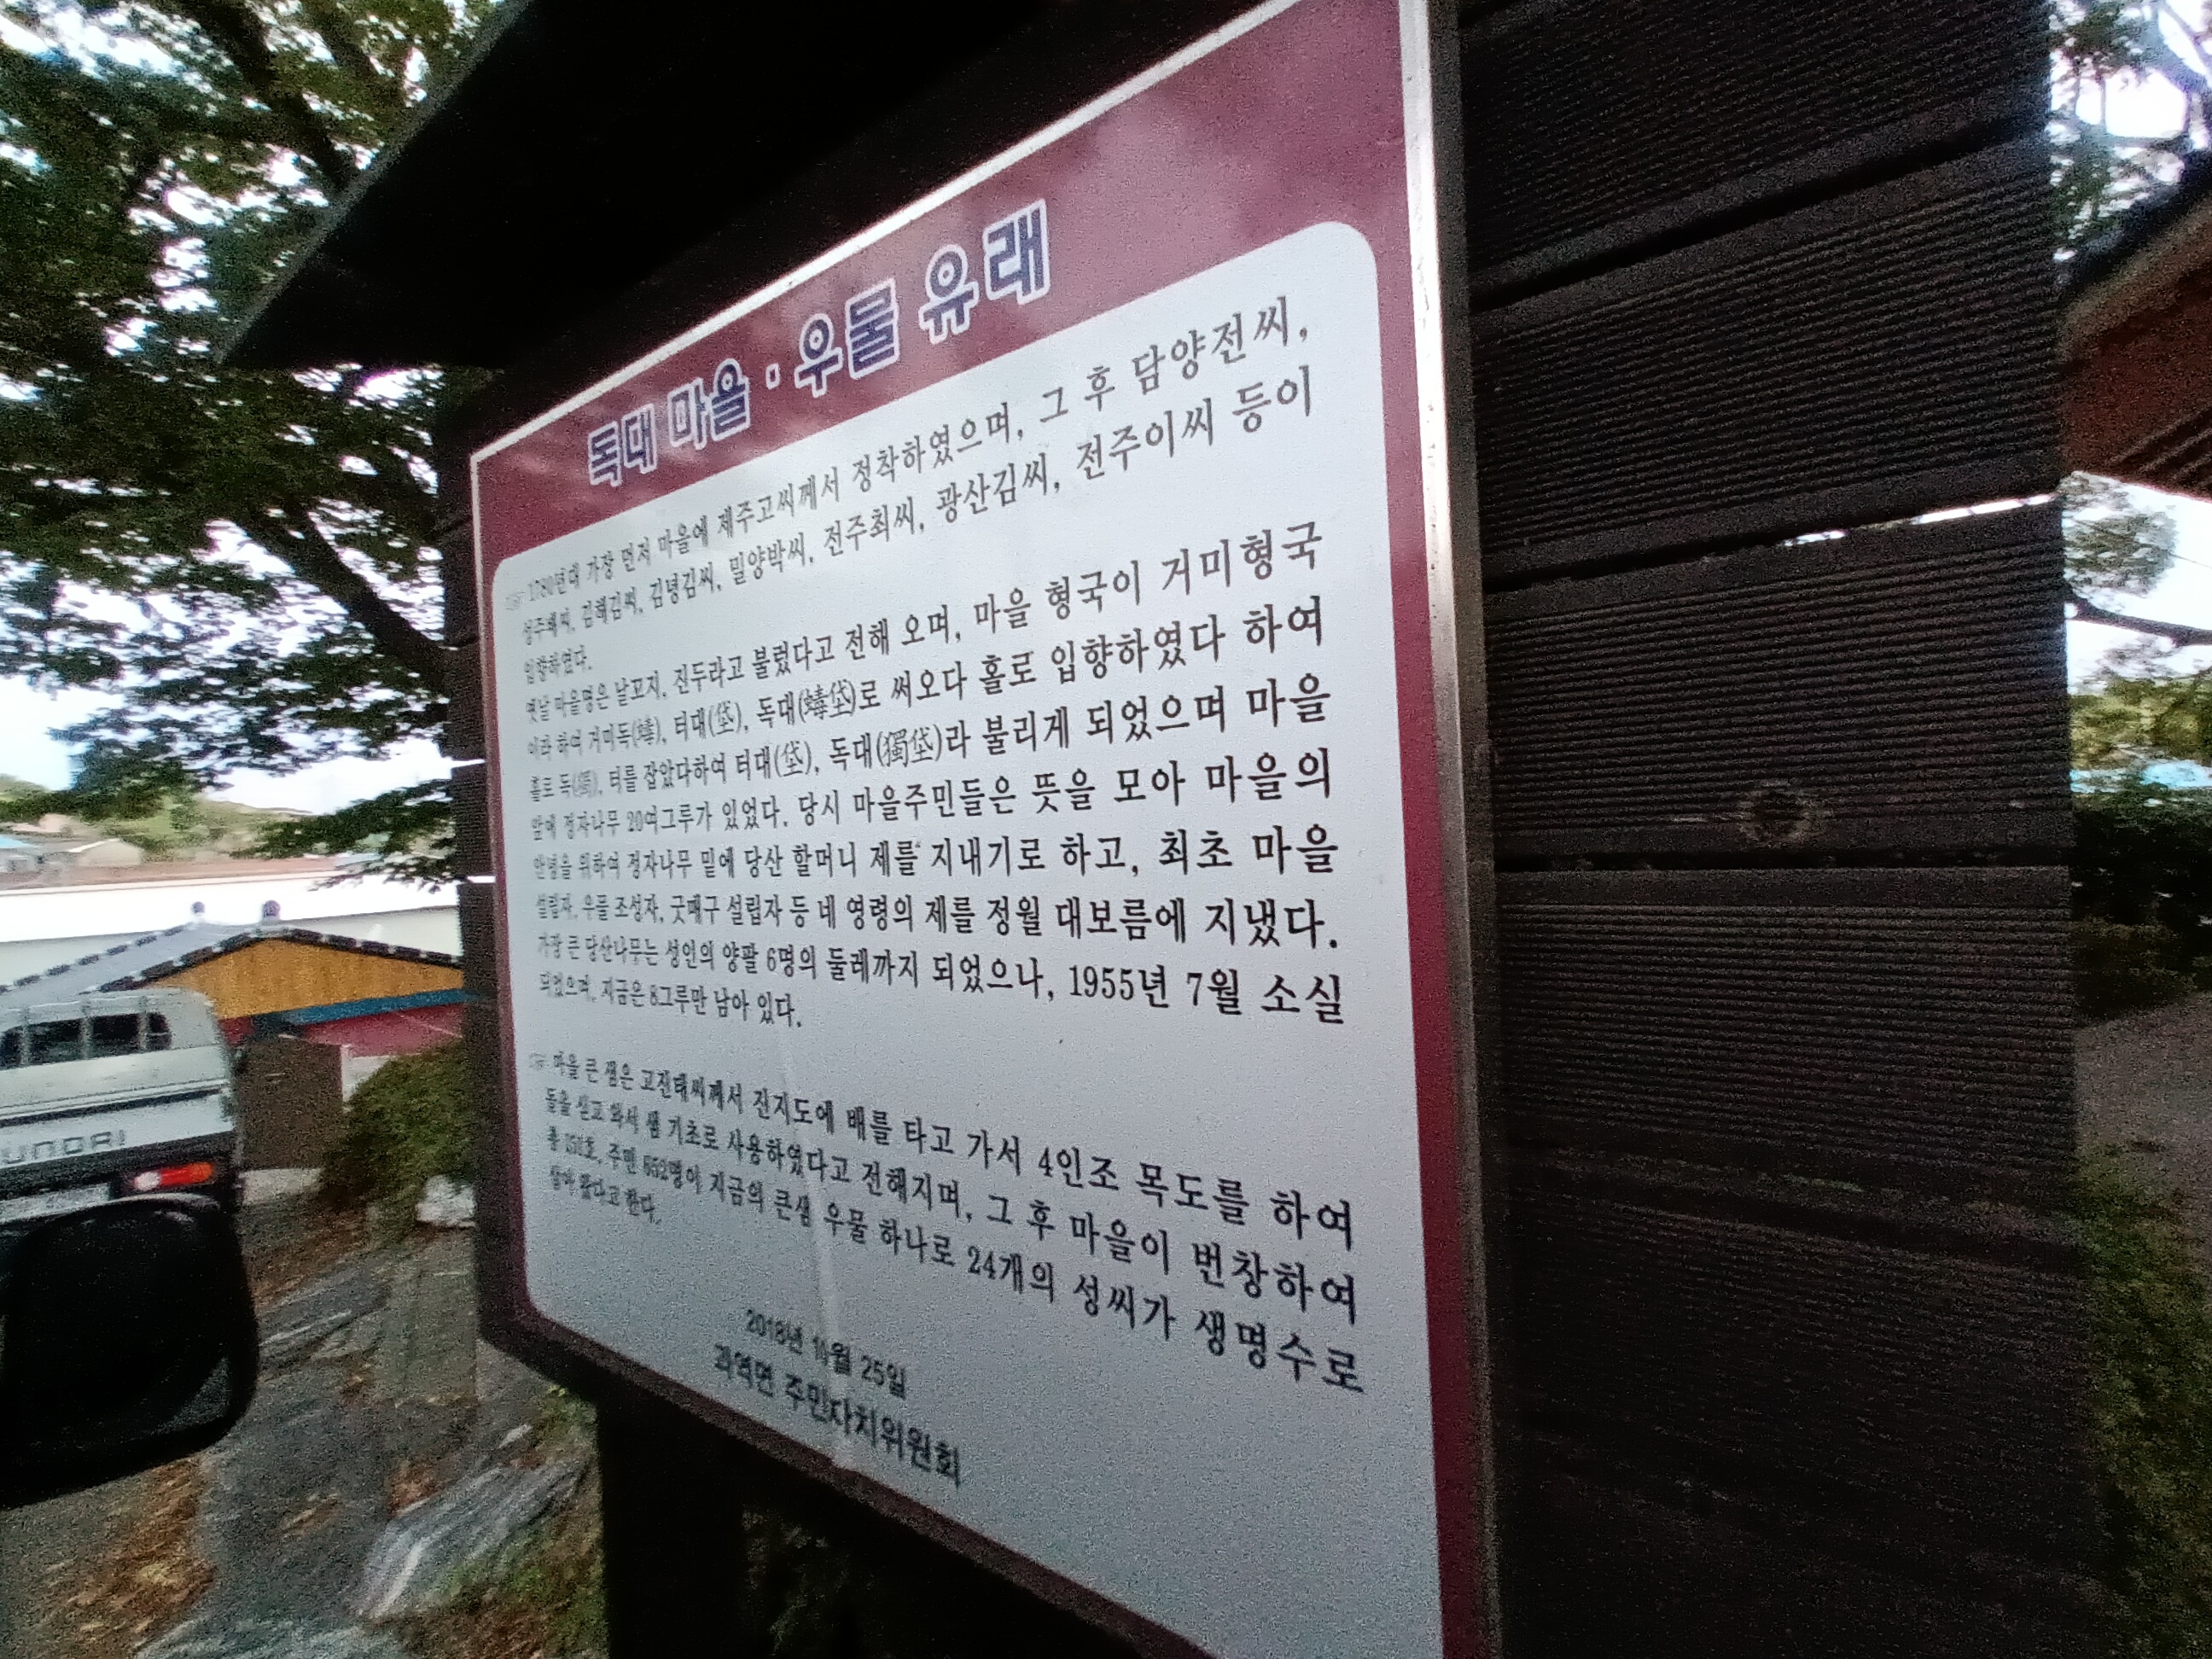 독대 마을·우물 유래
☞ 1780년대 가장 먼저 마을에 제주고씨께서 정착하였으며, 그 후 담양전씨,
성주배씨, 김해김씨, 김녕김씨, 밀양박씨, 전주최씨, 광산김씨, 전주이씨 등이
입향하였다.
옛날 마을명은 날꼬지, 진두라고 불렀다고 전해 오며, 마을 형국이 거미형국
이라 하여 거미독(蝳), 터대(垈), 독대(蝳垈)로 써오다 홀로 입향하였다 하여
홀로 독(獨), 터를 잡았다하여 터대(垈), 독대(獨垈)라 불리게 되었으며 마을
앞에 정자나무 20여그루가 있었다. 당시 마을주민들은 뜻을 모아 마을의
안녕을 위하여 정자나무 밑에 당산 할머니 제를 지내기로 하고, 최초 마을
설립자, 우물 조성자, 굿매구 설립자 등 네 영령의 제를 정월 대보름에 지냈다.
가장 큰 당산나무는 성인의 양팔 6명의 둘레까지 되었으나, 1955년 7월 소실
되었으며, 지금은 8그루만 남아 있다.
☞ 마을 큰 샘은 고진태씨께서 진지도에 배를 타고 가서 4인조 목도를 하여
돌을 싣고 와서 샘 기초로 사용하였다고 전해지며, 그 후 마을이 번창하여
총 주민 652명이 지금의 큰샘 우물 하나로 24개의 성씨가 생명수로
살아 왔다고 한다.
2018년 25일
과역면 주민자치위원회